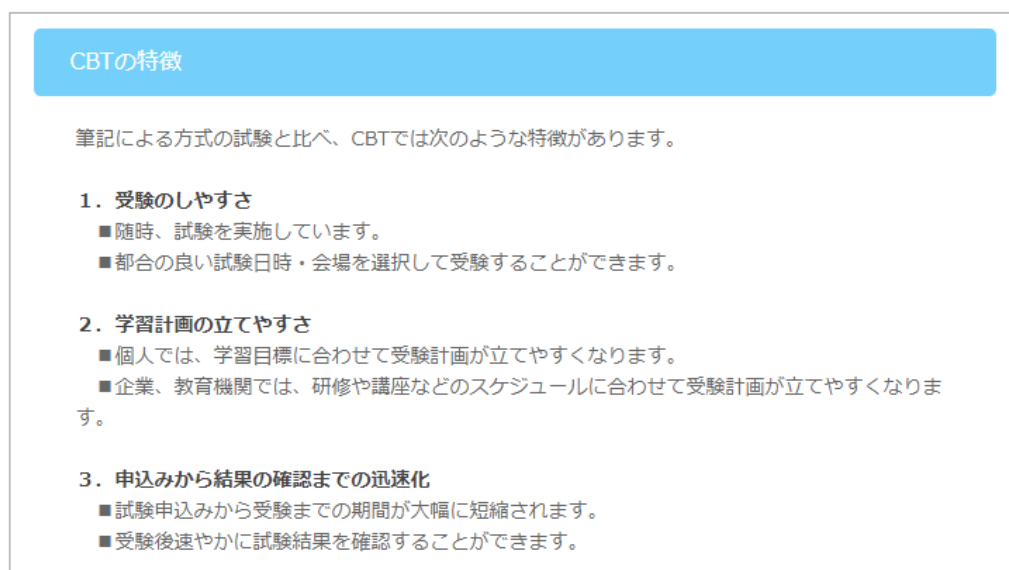 CBTの特徴
筆記による方式の試験と比べ、CBTでは次のような特徴があります。
1．受験のしやすさ
■随時、試験を実施しています。
■都合の良い試験日時・会場を選択して受験することができます。
2．学習計画の立てやすさ
■個人では、学習目標に合わせて受験計画が立てやすくなります。
■企業、教育機関では、研修や講座などのスケジュールに合わせて受験計画が立てやすくなりま
す。
3．申込みから結果の確認までの迅速化
■試験申込みから受験までの期間が大幅に短縮されます。
■受験後速やかに試験結果を確認することができます。